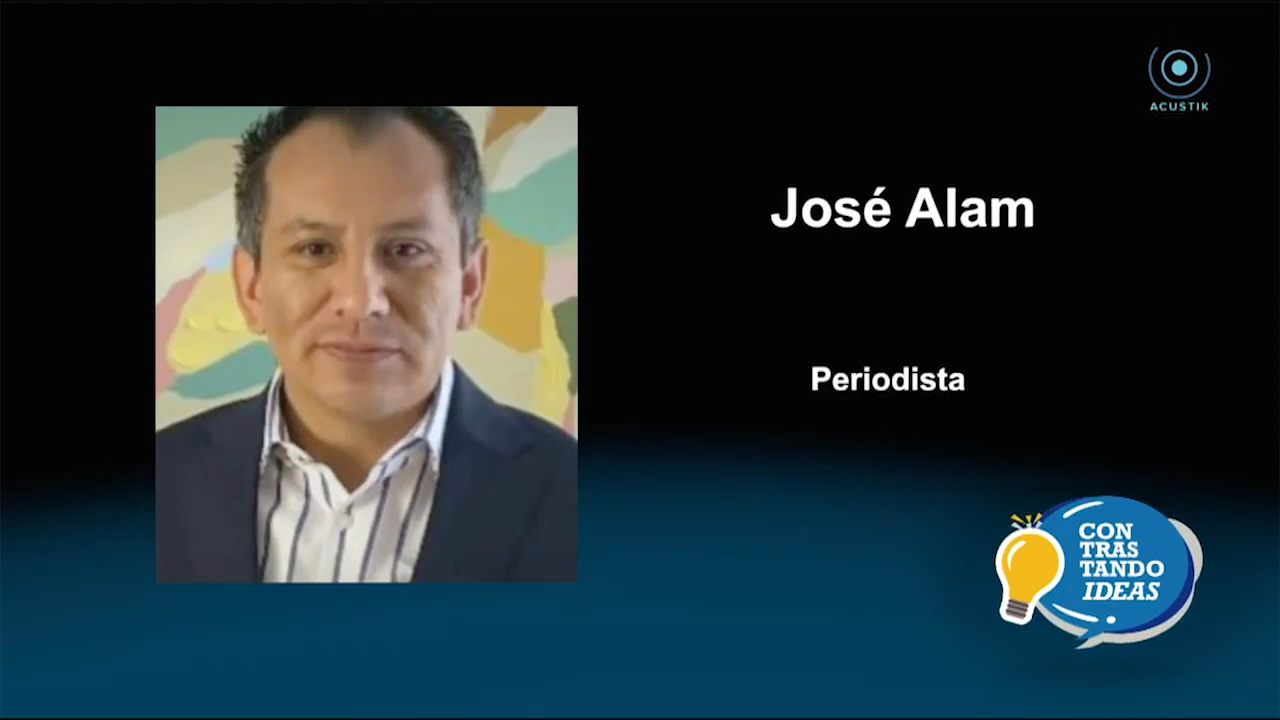 ACUSTIK
José Alam
Periodista
CON
TRAS
TANDO
IDEAS